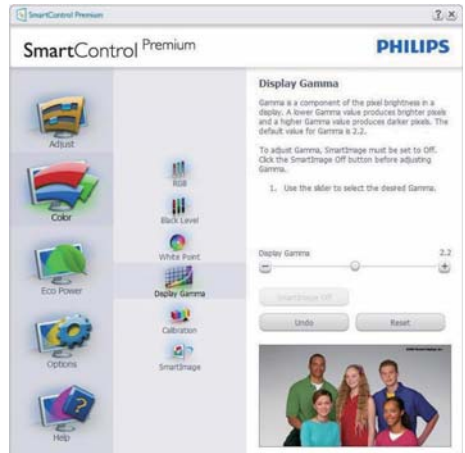 SmartControl Premium
SmartControl Premium
PHILIPS
Adjust
Color
Eco Power
Options
Help
RGB
Black Level
White Point
Display Gamma
Calibration
SmartImage
Display Gamma
Gamma is a component of the pixel brightness in a
display. A lower Gamma value produces brighter pixels
and a higher Gamma value produces darker pixels. The
default value for Gamma is 2.2.
To adjust Gamma, SmartImage must be set to Off.
Click the SmartImage Off button before adjusting
Gamma.
1. Use the slider to select the desired Gamma.
Display Gamma 2.2
SmartImage Off
Undo Reset